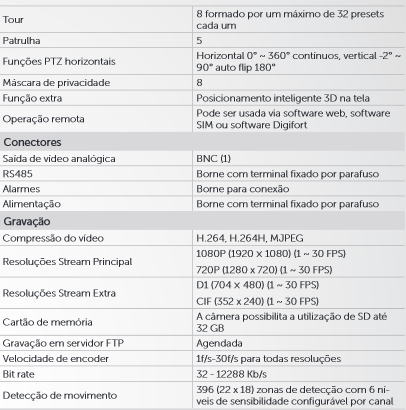 Tour
8 formado por um máximo de 32 presets
cada um
Patrulha
5
Funções PTZ horizontais
Horizontal 0° ~ 360° contínuos, vertical -2° ~
90° auto flip 180°
Máscara de privacidade
8
Função extra
Posicionamento inteligente 3D na tela
Operação remota
Pode ser usada via software web, software
SIM ou software Digifort
Conectores
Saída de vídeo analógica
BNC (1)
RS485
Borne com terminal fixado por parafuso
Alarmes
Borne para conexão
Alimentação
Borne com terminal fixado por parafuso
Gravação
Compressão do vídeo
H.264, H.264H, MJPEG
Resoluções Stream Principal
1080P (1920 × 1080) (1 ~ 30 FPS)
720P (1280 x 720) (1 ~ 30 FPS)
Resoluções Stream Extra
D1 (704 × 480) (1 ~ 30 FPS)
CIF (352 x 240) (1 ~ 30 FPS)
Cartão de memória
A câmera possibilita a utilização de SD até
32 GB
Gravação em servidor FTP
Agendada
Velocidade de encoder
1f/s-30f/s para todas resoluções
Bit rate
32 - 12288 Kb/s
Detecção de movimento
396 (22 x 18) zonas de detecção com 6 ní-
veis de sensibilidade configurável por canal